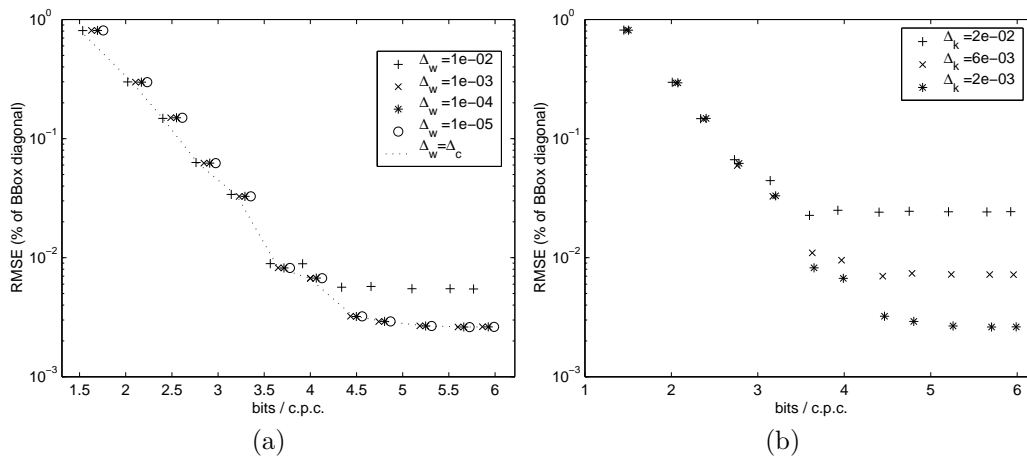 10^0
10^−1
10^−2
10^−3
RMSE (% of BBox diagonal)
1.5 2 2.5 3 3.5 4 4.5 5 5.5 6
bits / c.p.c.
Δ_w =1e−02
Δ_w =1e−03
Δ_w =1e−04
Δ_w =1e−05
Δ_w=Δ_c
(a)
10^0
10^−1
10^−2
10^−3
RMSE (% of BBox diagonal)
1 2 3 4 5 6
bits / c.p.c.
Δ_k =2e−02
Δ_k =6e−03
Δ_k =2e−03
(b)